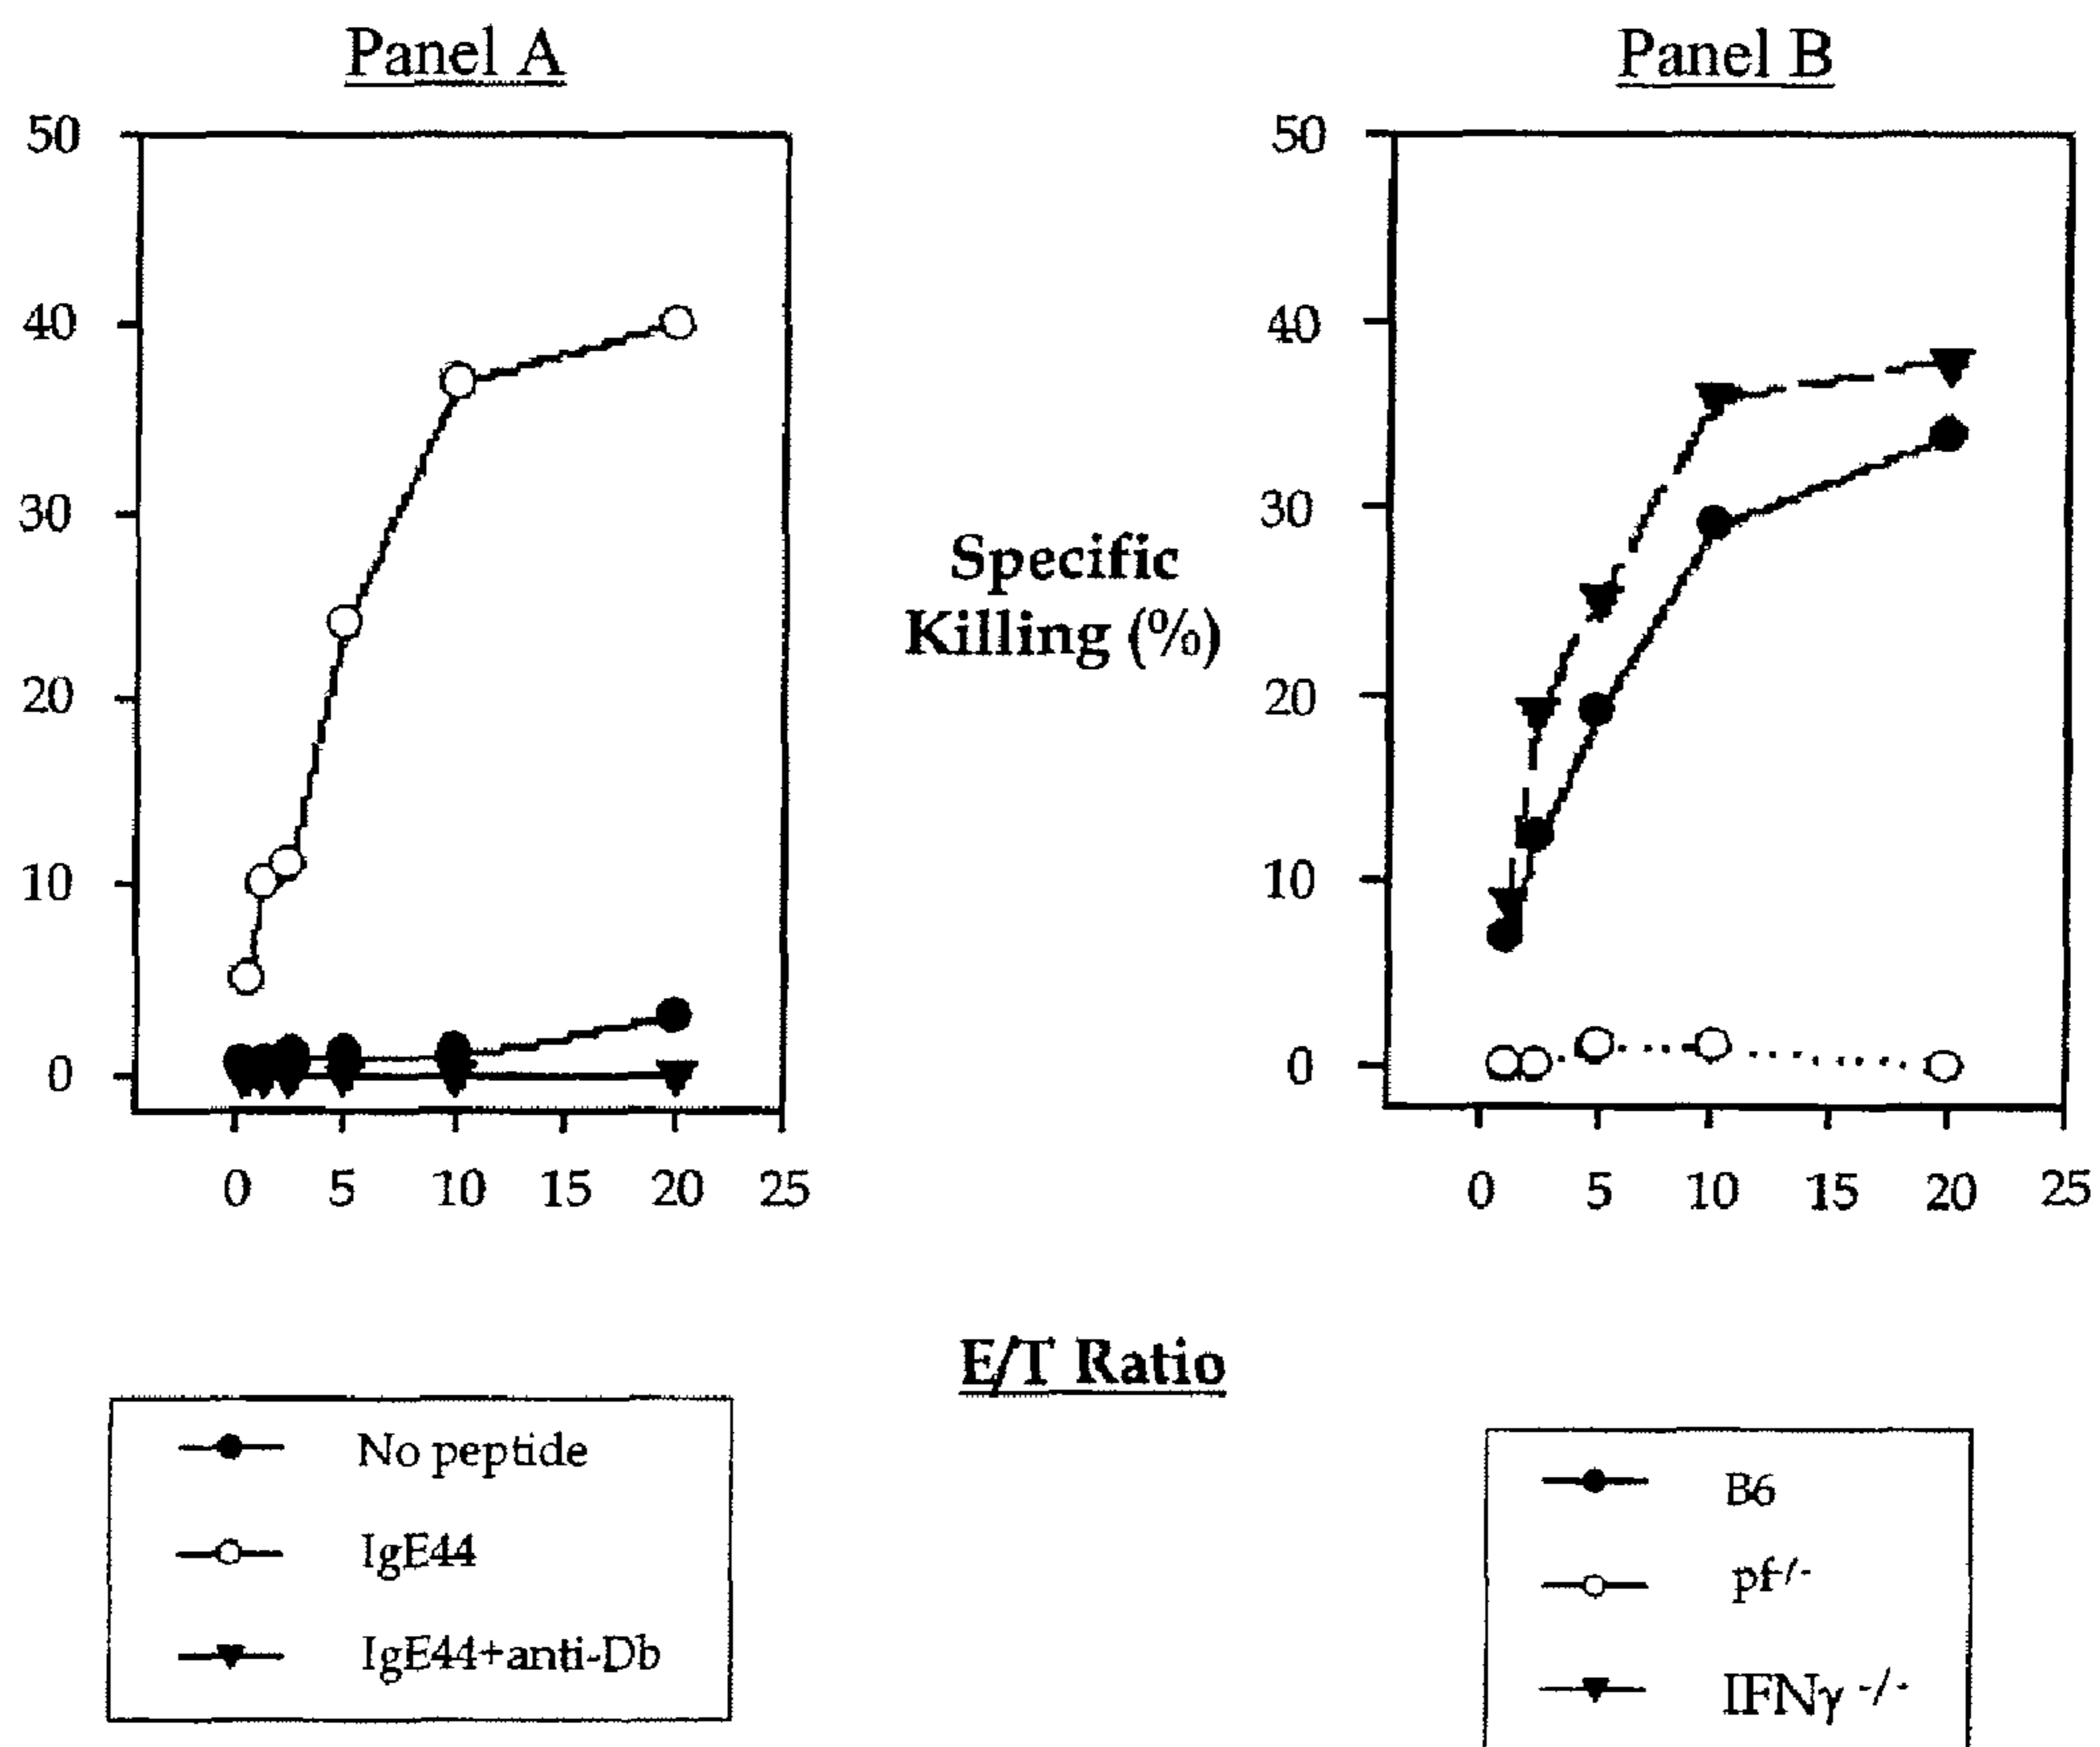 Panel A
50
40
30
20
10
0
0 5 10 15 20 25
Specific
Killing (%)
Panel B
50
40
30
20
10
0
0 5 10 15 20 25
E/T Ratio
No peptide
IgE44
IgE44+anti-Db
B6
pf-/-
IFNγ -/-